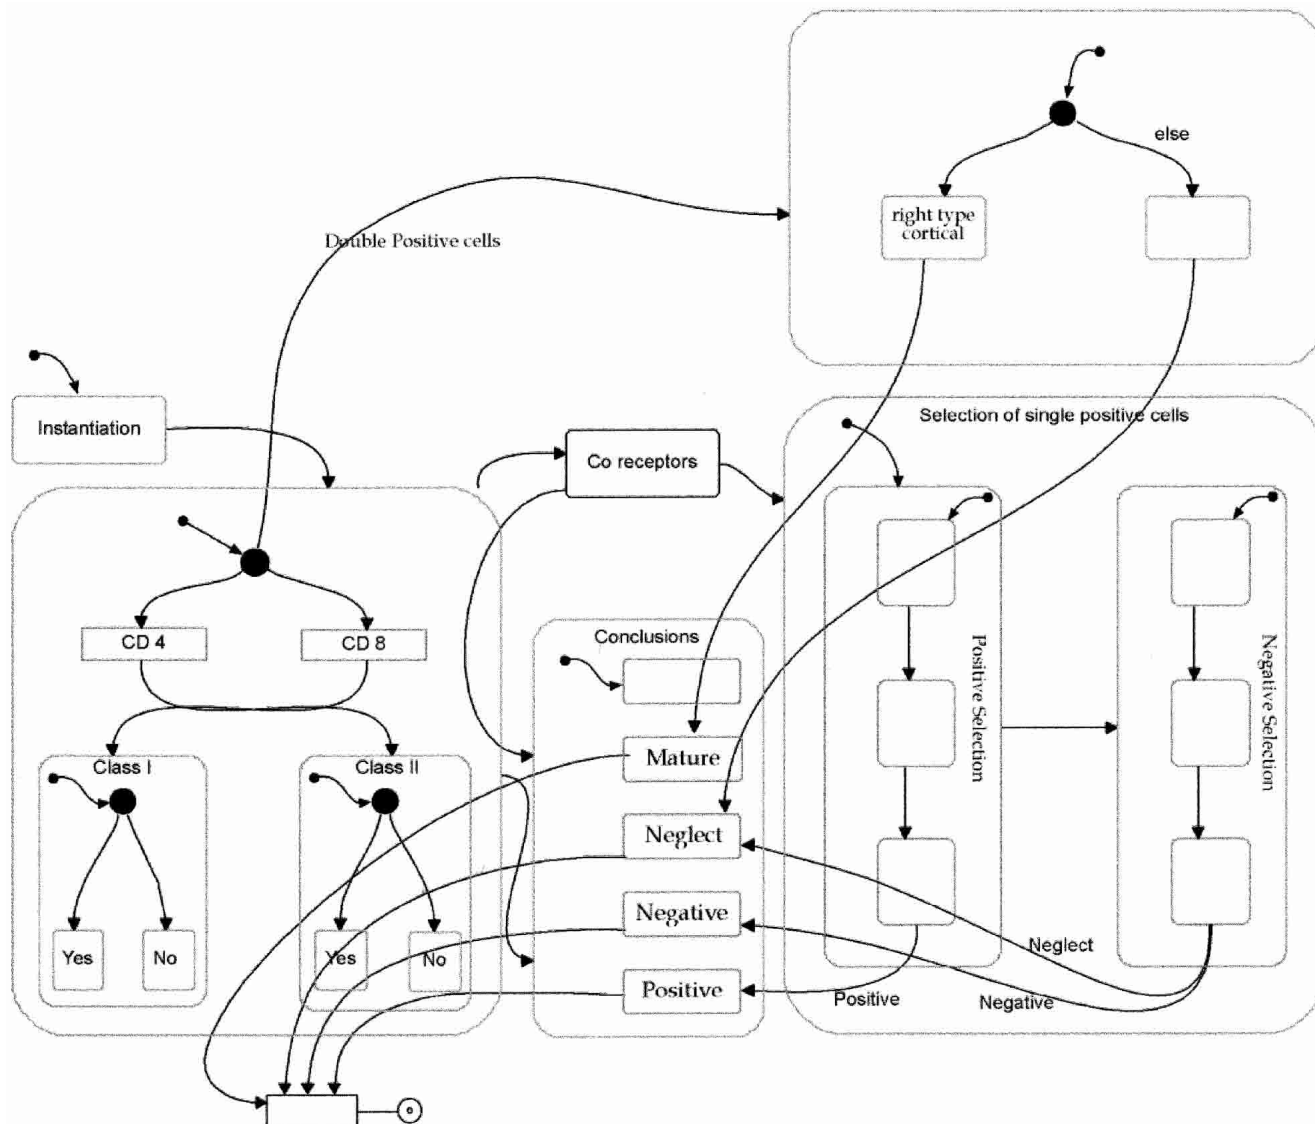 else
right type
cortical
Double Positive cells
Instantiation
Co receptors
Selection of single positive cells
CD 4
CD 8
Conclusions
Positive Selection
Negative Selection
Class I
Class II
Mature
Neglect
Negative
Positive
Yes
No
Yes
No
Neglect
Positive
Negative